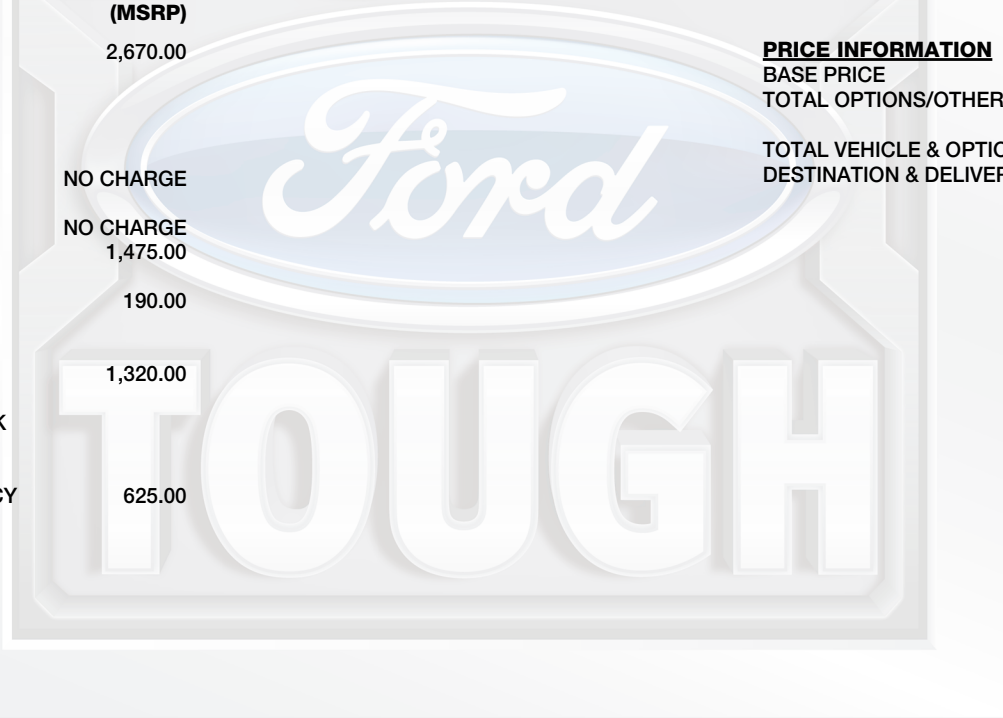 (MSRP)
2,670.00
NO CHARGE
NO CHARGE
1,475.00
190.00
1,320.00
K
CY
625.00
PRICE INFORMATION
BASE PRICE
TOTAL OPTIONS/OTHER
TOTAL VEHICLE & OPTIO
DESTINATION & DELIVER
Ford
TOUGH